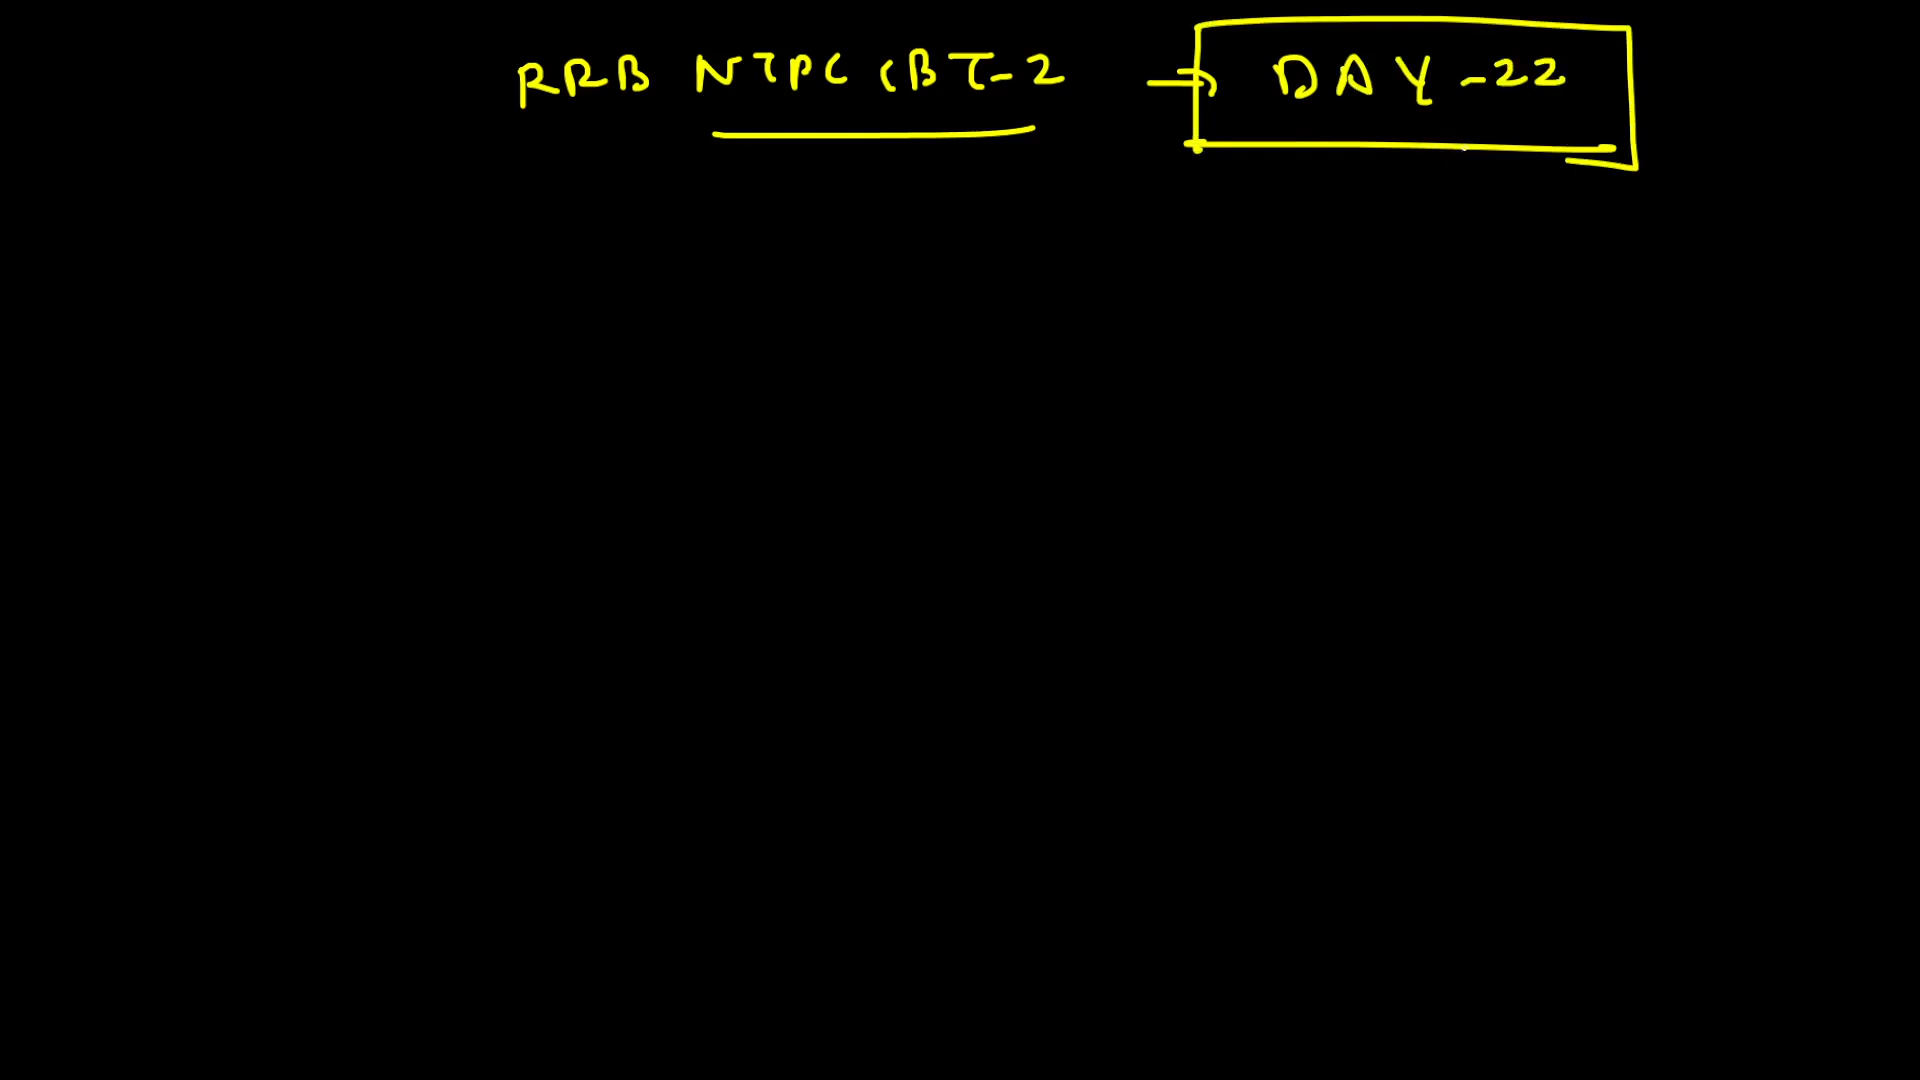 RRB NTPC CBT-2 → DAY-22